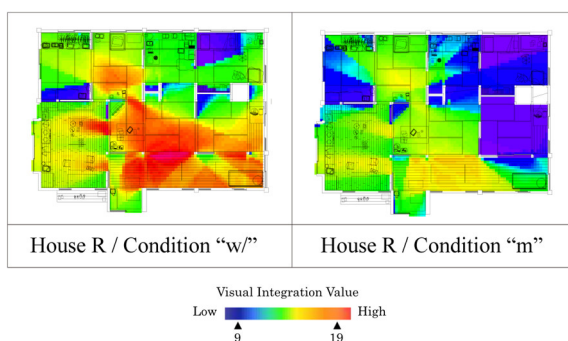 House R / Condition “w/”
House R / Condition “m”
Visual Integration Value
Low
High
9
19